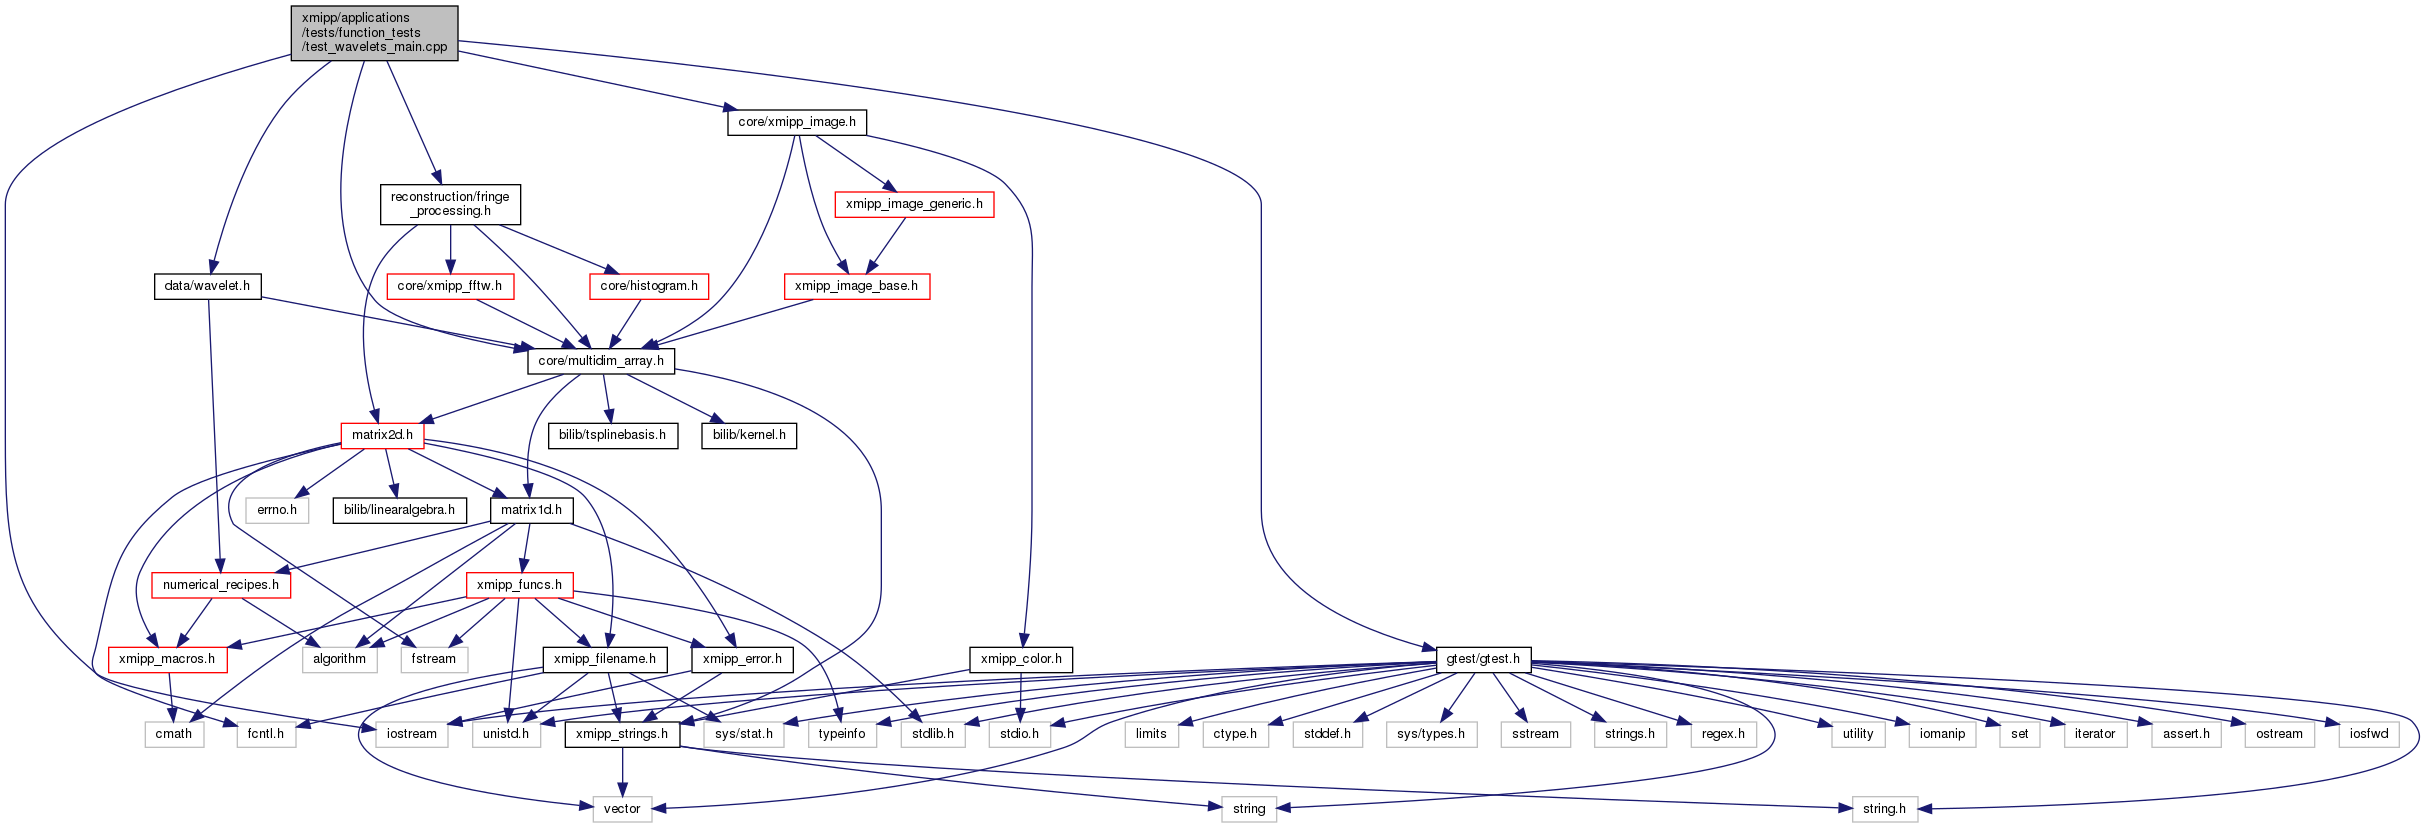 xmipp/applications
/tests/function_tests
/test_wavelets_main.cpp
core/xmipp_image.h
reconstruction/fringe
_processing.h
xmipp_image_generic.h
data/wavelet.h
core/xmipp_fftw.h
core/histogram.h
xmipp_image_base.h
core/multidim_array.h
matrix2d.h
bilib/tsplinebasis.h
bilib/kernel.h
errno.h
bilib/linearalgebra.h
matrix1d.h
numerical_recipes.h
xmipp_funcs.h
xmipp_macros.h
algorithm
fstream
xmipp_filename.h
xmipp_error.h
xmipp_color.h
gtest/gtest.h
cmath
fcntl.h
iostream
unistd.h
xmipp_strings.h
sys/stat.h
typeinfo
stdlib.h
stdio.h
limits
ctype.h
stddef.h
sys/types.h
sstream
strings.h
regex.h
utility
iomanip
set
iterator
assert.h
ostream
iosfwd
vector
string
string.h